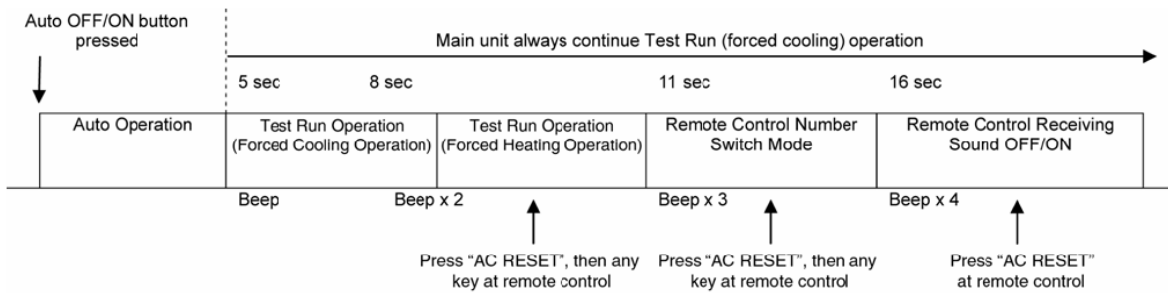 Auto OFF/ON button
pressed
Main unit always continue Test Run (forced cooling) operation
5 sec
8 sec
11 sec
16 sec
Auto Operation
Test Run Operation
(Forced Cooling Operation)
Test Run Operation
(Forced Heating Operation)
Remote Control Number
Switch Mode
Remote Control Receiving
Sound OFF/ON
Beep
Beep x 2
Beep x 3
Beep x 4
Press “AC RESET”, then any
key at remote control
Press “AC RESET”, then any
key at remote control
Press “AC RESET”
at remote control